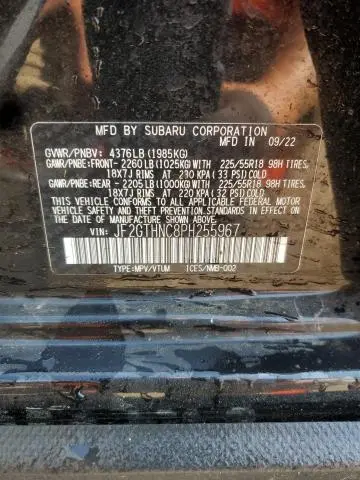 MFD BY SUBARU CORPORATION
MFD IN 09/22
GVWR/PNBV: 4376LB(1985KG)
GAWR/PNBE:FRONT- 2260LB(1025KG)WITH 225/55R18 98H TIRES,
18X7J RIMS AT 230 KPA( 33 PSI)COLD
GAWR/PNBE:REAR - 2205LB(1000KG)WITH 225/55R18 98H TIRES,
18X7J RIMS AT 220 KPA( 32 PSI)COLD
THIS VEHICLE CONFORMS TO ALL APPLICABLE FEDERAL MOTOR
VEHICLE SAFETY BUMPER, AND THEFT PREVENTION
STANDARDS IN EFFECT ON
THE DATE OF MANUFACTURE SHOWN ABOVE.
VIN: JF2GTHNC8PH255967
TYPE:MPV/VTUM ICES/NMB-002